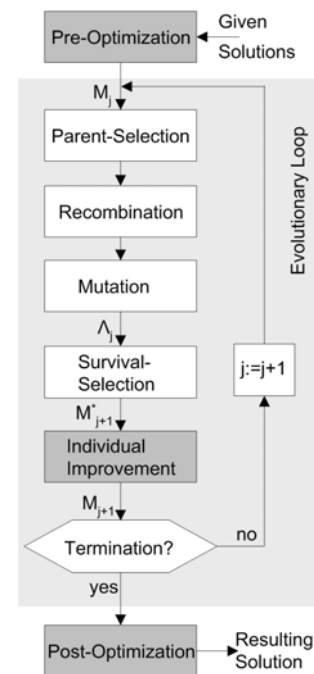 Pre-Optimization
Given
Solutions
M_j
Parent-Selection
Recombination
Mutation
Λ_j
Survival-
Selection
M*_{j+1}
Individual
Improvement
M_{j+1}
Termination?
no
yes
j:=j+1
Evolutionary Loop
Post-Optimization
Resulting
Solution